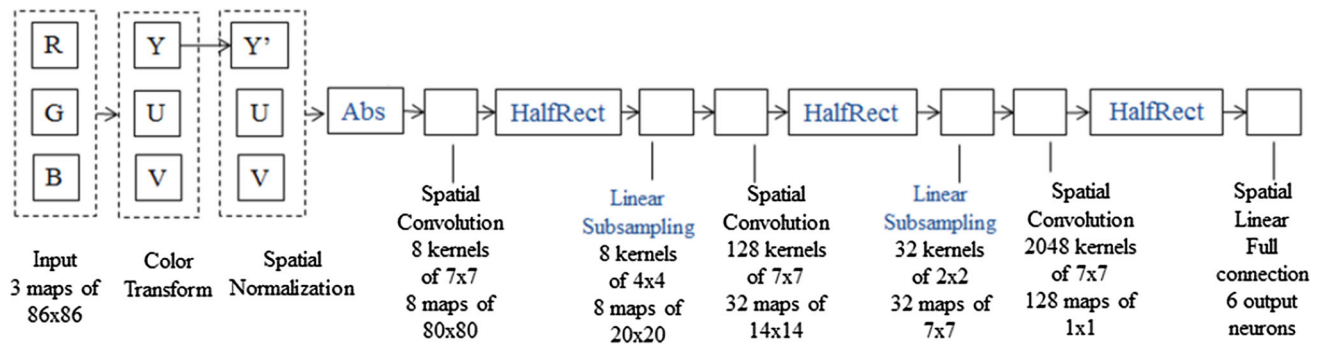 R
G
B
Y
U
V
Y’
U
V
Abs
HalfRect
HalfRect
HalfRect
Input
3 maps of
86x86
Color
Transform
Spatial
Normalization
Spatial
Convolution
8 kernels
of 7x7
8 maps of
80x80
Linear
Subsampling
8 kernels
of 4x4
8 maps of
20x20
Spatial
Convolution
128 kernels
of 7x7
32 maps of
14x14
Linear
Subsampling
32 kernels
of 2x2
32 maps of
7x7
Spatial
Convolution
2048 kernels
of 7x7
128 maps of
1x1
Spatial
Linear
Full
connection
6 output
neurons